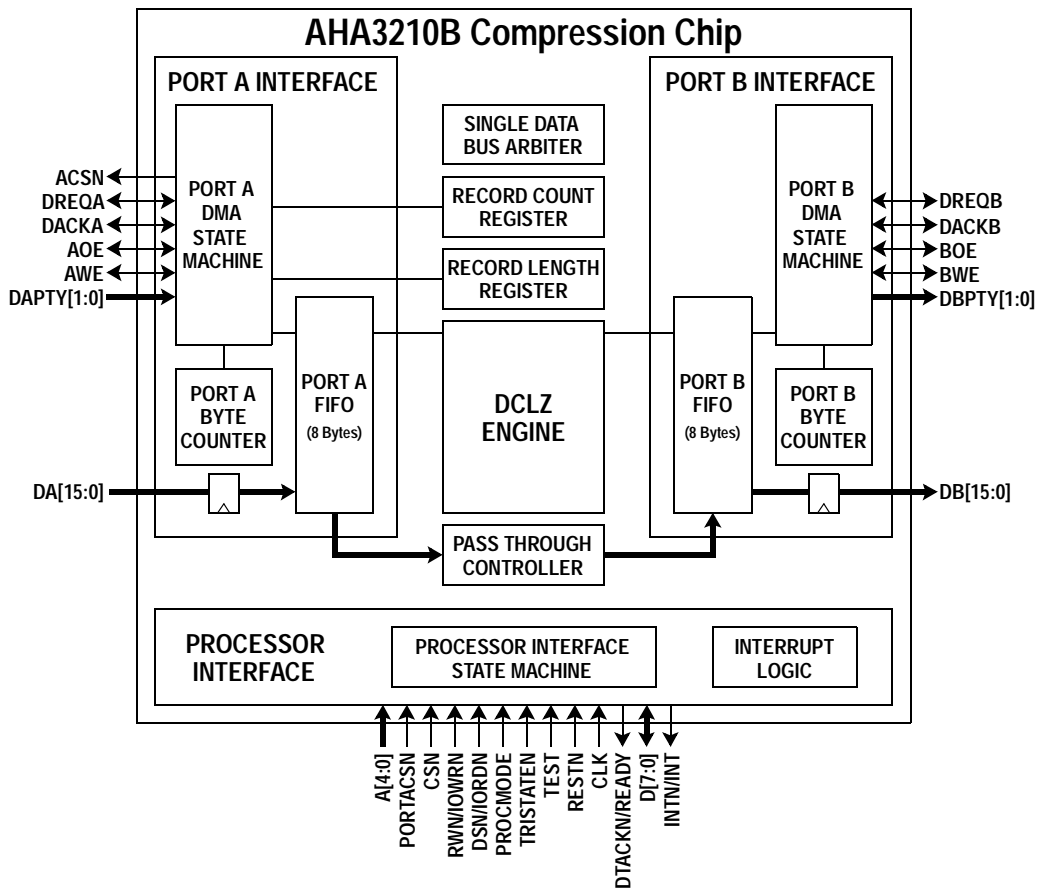 AHA3210B Compression Chip
PORT A INTERFACE
PORT B INTERFACE
SINGLE DATA
BUS ARBITER
RECORD COUNT
REGISTER
RECORD LENGTH
REGISTER
PORT A
DMA
STATE
MACHINE
PORT B
DMA
STATE
MACHINE
ACSN
DREQA
DACKA
AOE
AWE
DAPTY[1:0]
DREQB
DACKB
BOE
BWE
DBPTY[1:0]
PORT A
BYTE
COUNTER
PORT A
FIFO
(8 Bytes)
DCLZ
ENGINE
PORT B
FIFO
(8 Bytes)
PORT B
BYTE
COUNTER
DA[15:0]
DB[15:0]
PASS THROUGH
CONTROLLER
PROCESSOR
INTERFACE
PROCESSOR INTERFACE
STATE MACHINE
INTERRUPT
LOGIC
A[4:0]
PORTACSN
CSN
RWN/IOWRN
DSN/IORDN
PROCMODE
TRISTATEN
TEST
RESTN
CLK
DTACKN/READY
D[7:0]
INTN/INT